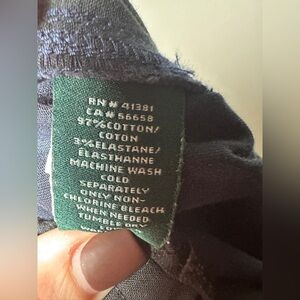 RN # 41381
CA # 56658
97%COTTON/
COTON
3%ELASTANE/
ÉLASTHANNE
MACHINE WASH
COLD
SEPARATELY
ONLY NON-
CHLORINE BLEACH
WHEN NEEDED
TUMBLE DRY